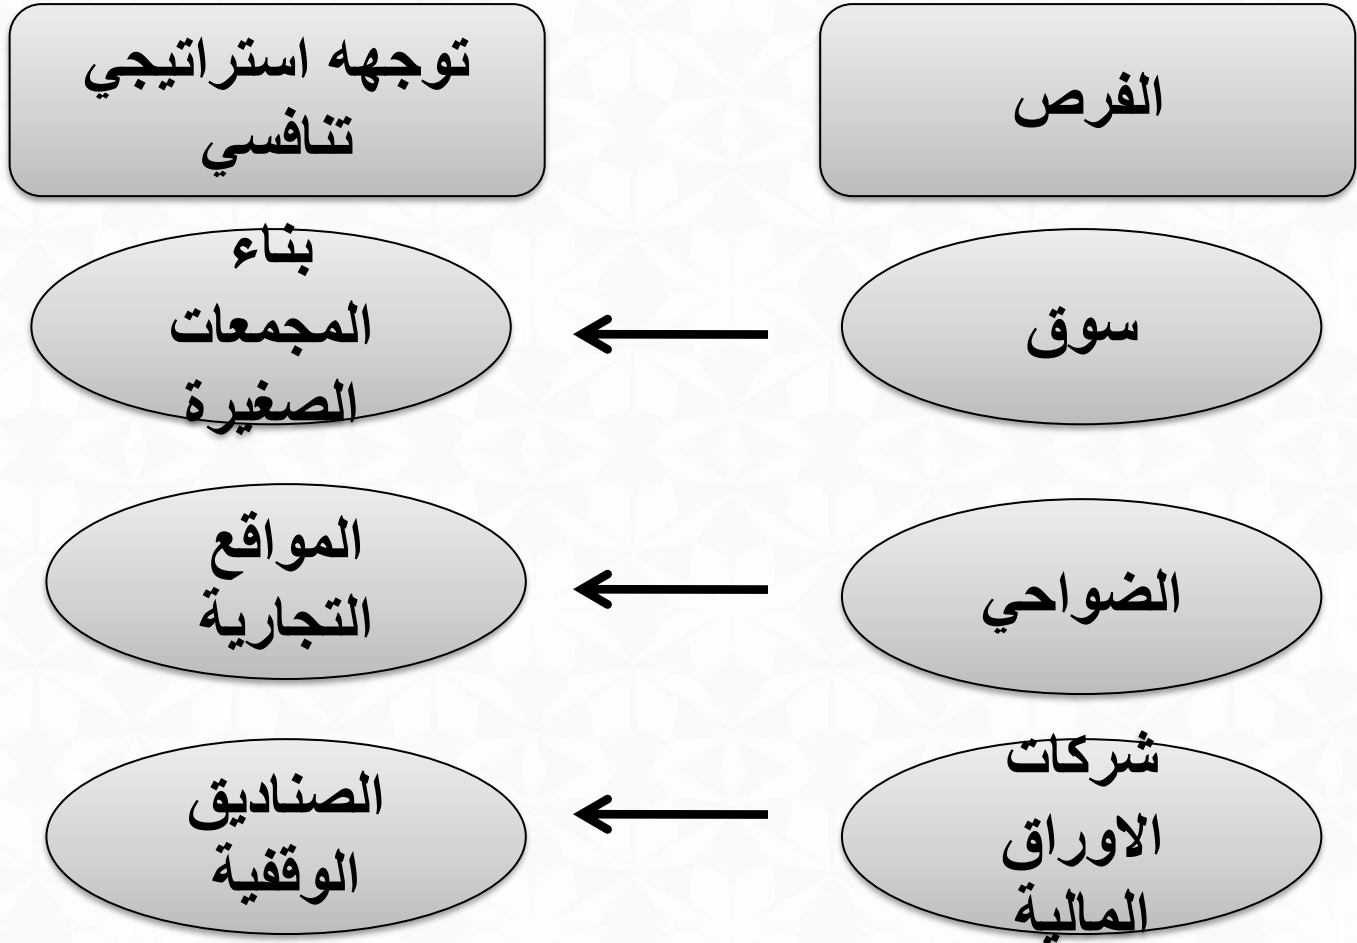 الفرص
توجهه استراتيجي
تنافسي
سوق
بناء
المجمعات
الصغيرة
الضواحي
المواقع
التجارية
شركات
الاوراق
المالية
الصناديق
الوقفية